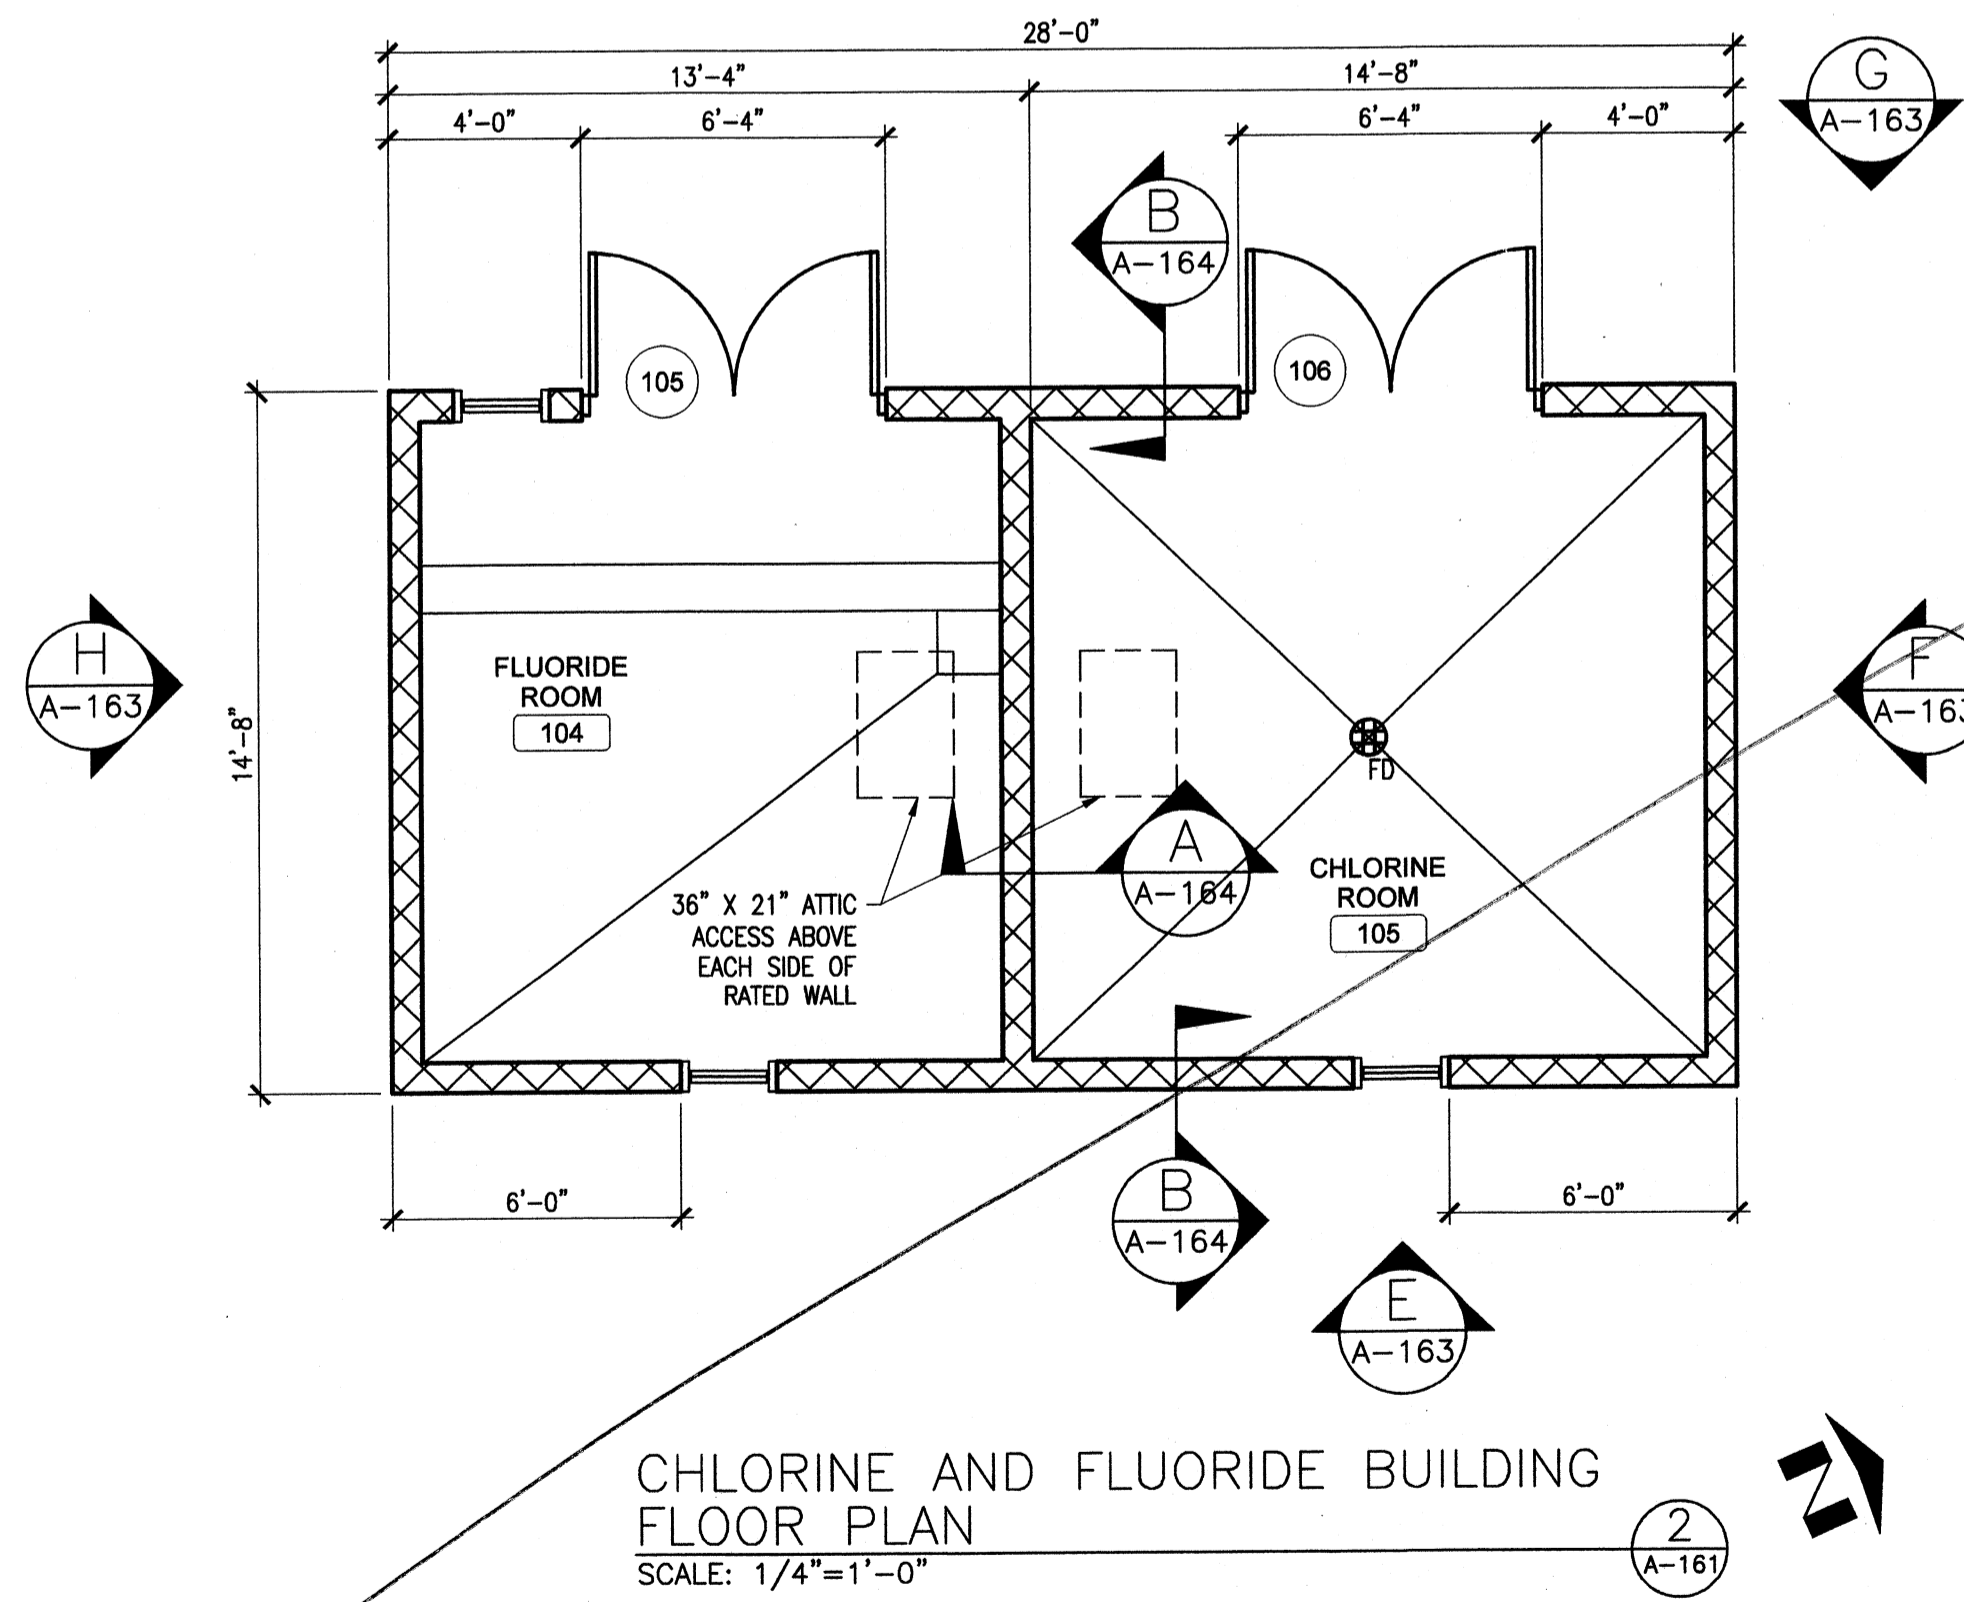 28'-0"
13'-4"
14'-8"
4'-0"
6'-4"
6'-4"
4'-0"
G
A-163
B
A-164
105
106
H
A-163
14'-8"
FLUORIDE
ROOM
104
F
FD
A
A-164
CHLORINE
ROOM
105
36" X 21" ATTIC
ACCESS ABOVE
EACH SIDE OF
RATED WALL
6'-0"
B
A-164
6'-0"
E
A-163
CHLORINE AND FLUORIDE BUILDING
FLOOR PLAN
SCALE: 1/4"=1'-0"
2
A-161
N